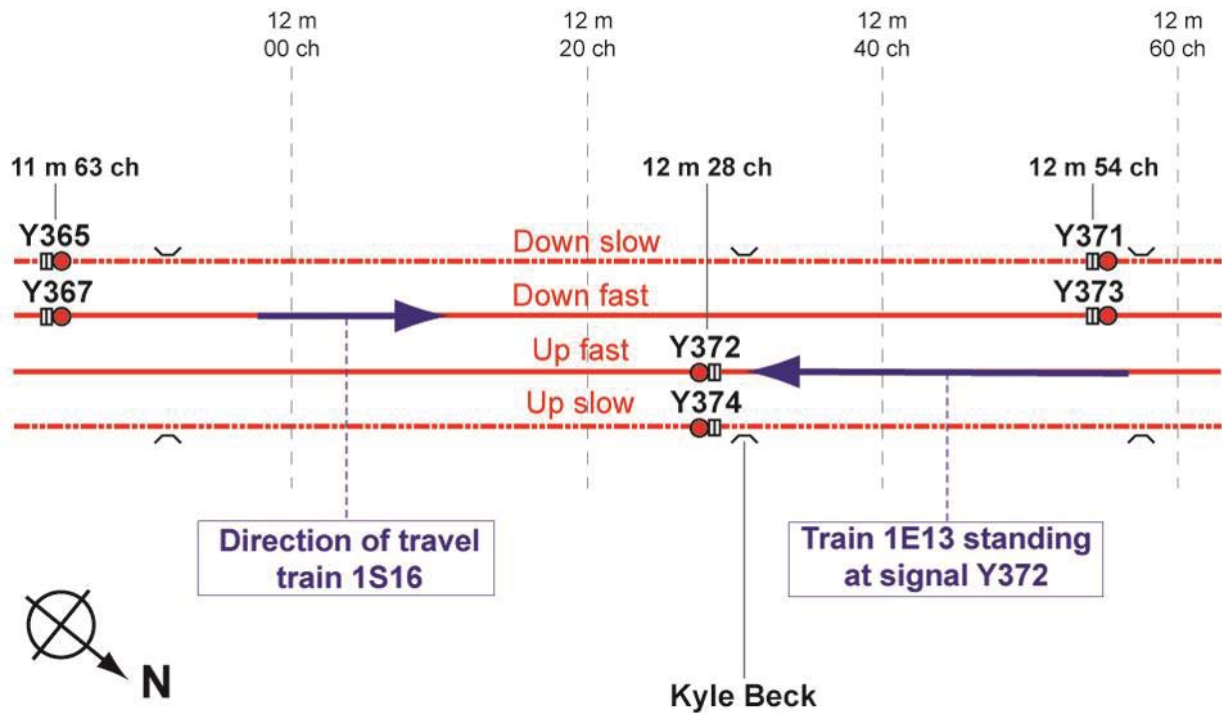 12 m
00 ch
12 m
20 ch
12 m
40 ch
12 m
60 ch
11 m 63 ch
12 m 28 ch
12 m 54 ch
Y365
Down slow
Y371
Y367
Down fast
Y373
Up fast
Y372
Up slow
Y374
Direction of travel
train 1S16
Train 1E13 standing
at signal Y372
N
Kyle Beck